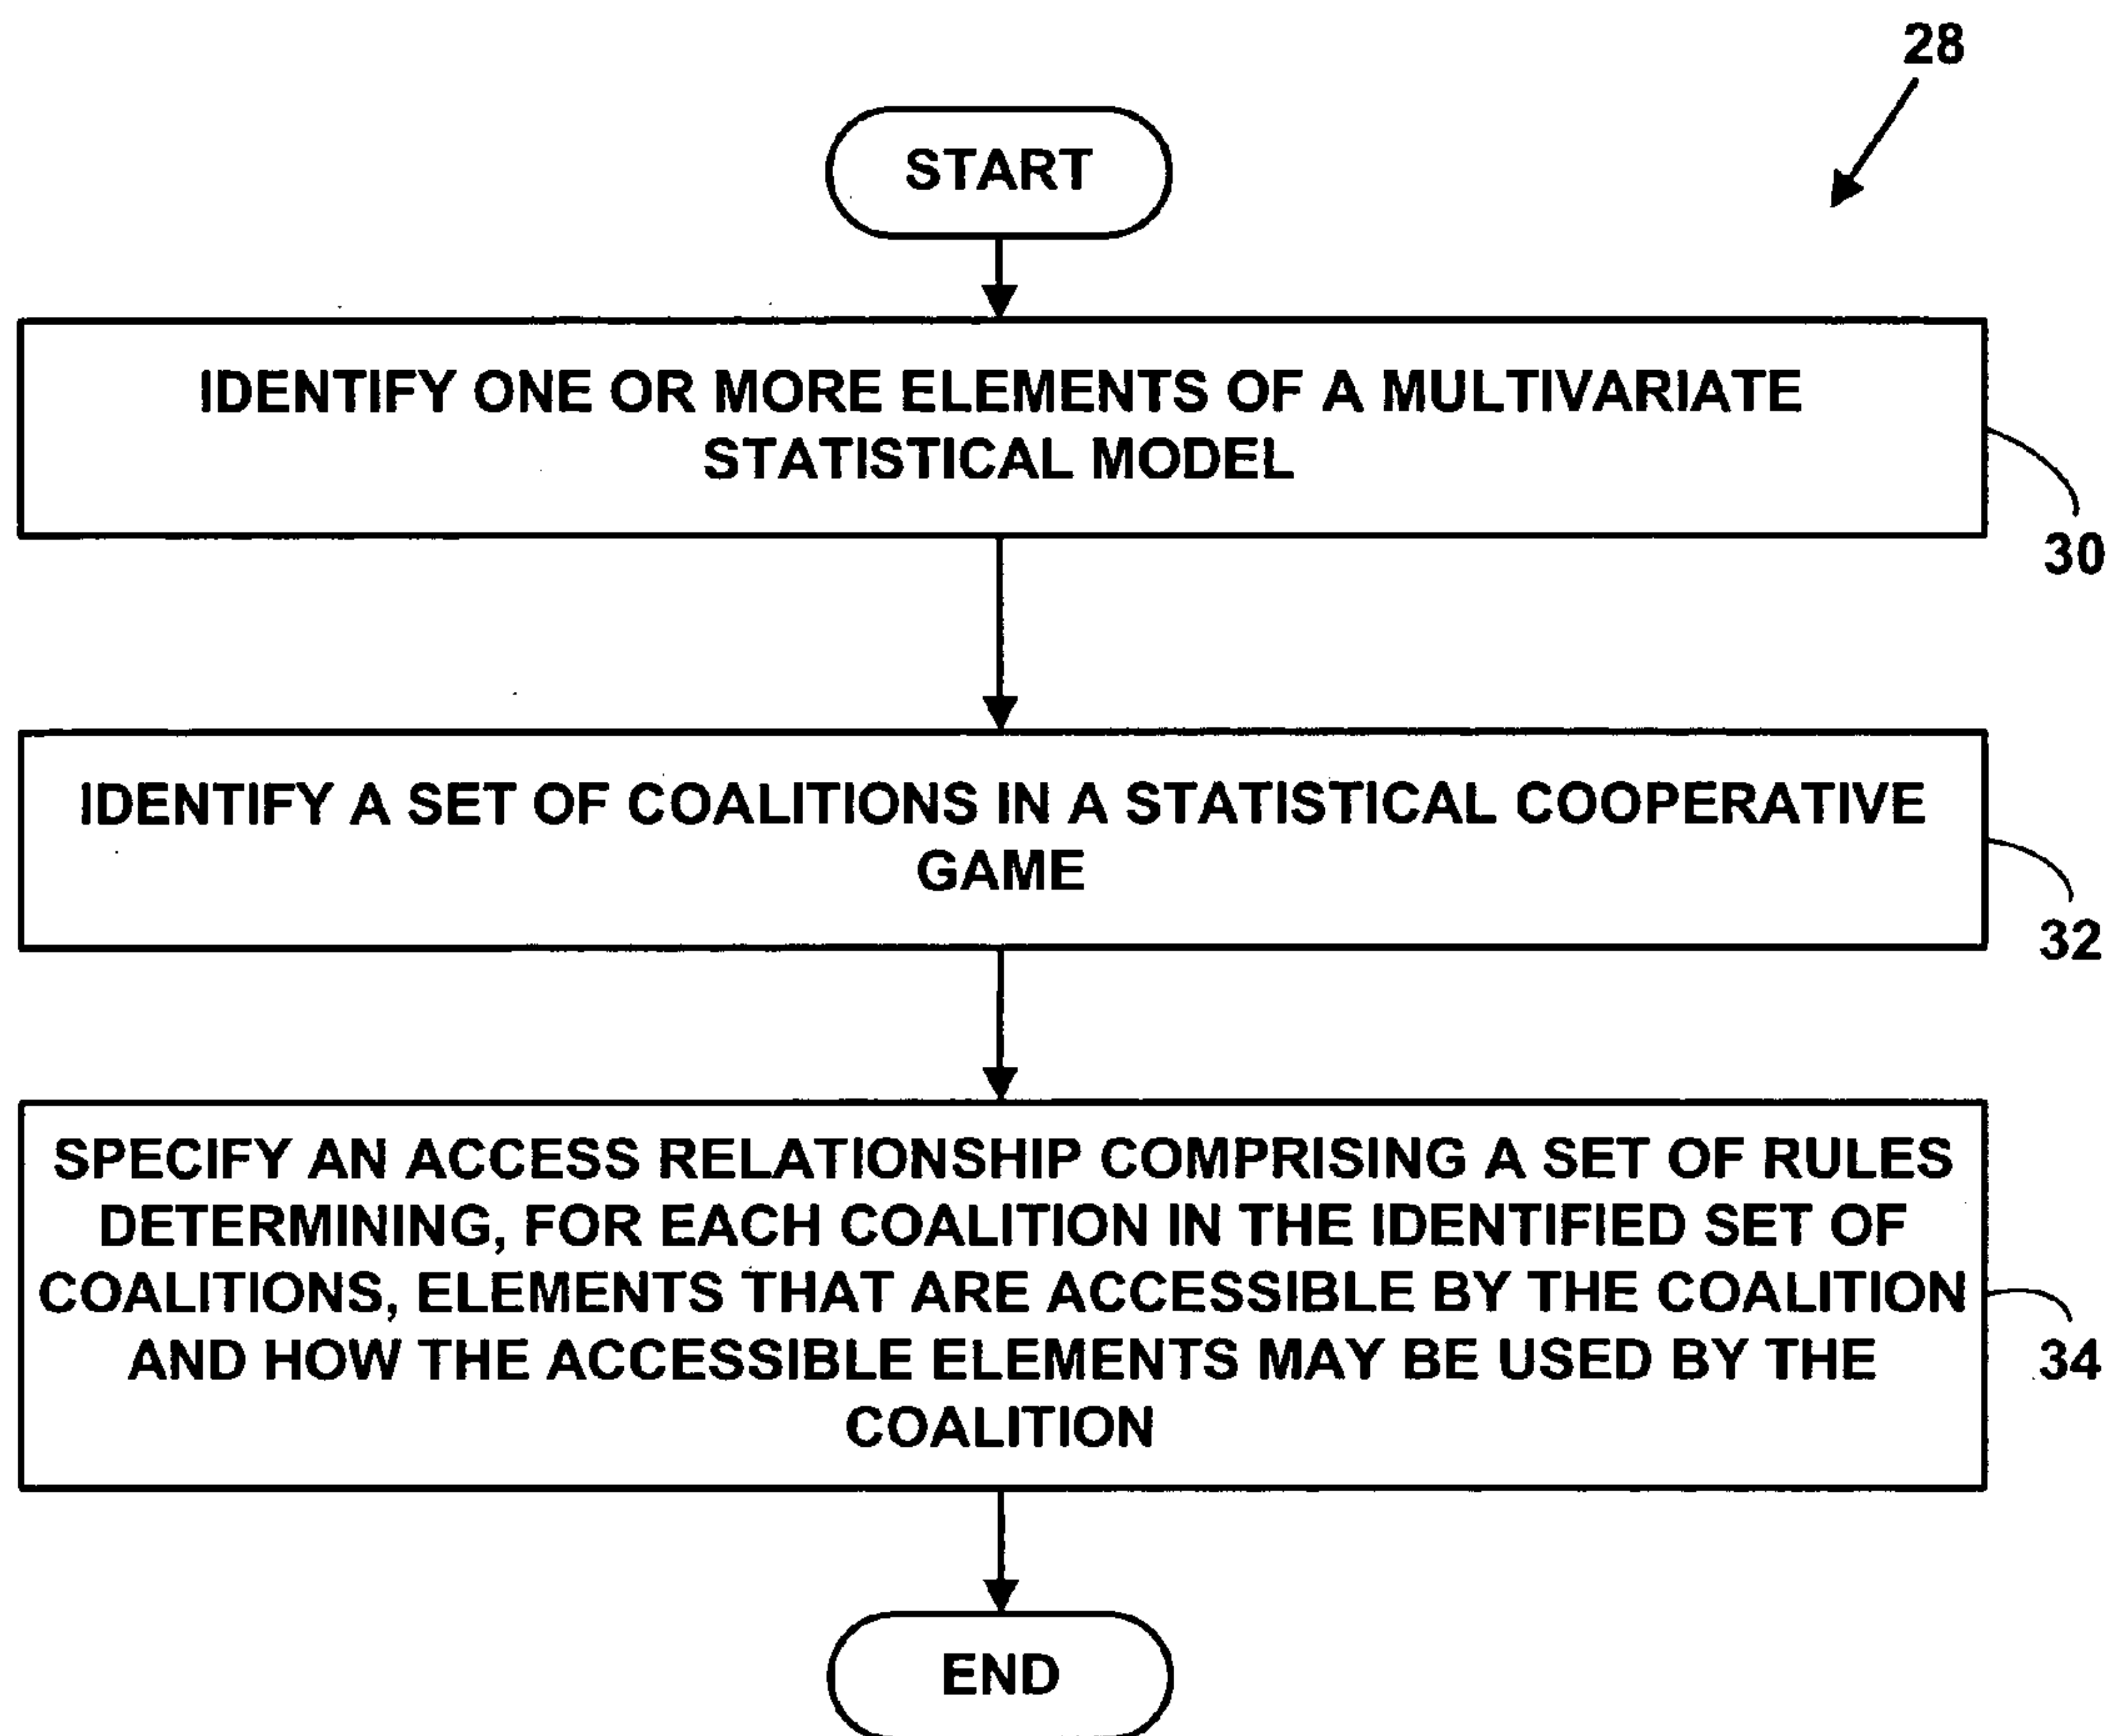 28
START
IDENTIFY ONE OR MORE ELEMENTS OF A MULTIVARIATE
STATISTICAL MODEL
30
IDENTIFY A SET OF COALITIONS IN A STATISTICAL COOPERATIVE
GAME
32
SPECIFY AN ACCESS RELATIONSHIP COMPRISING A SET OF RULES
DETERMINING, FOR EACH COALITION IN THE IDENTIFIED SET OF
COALITIONS, ELEMENTS THAT ARE ACCESSIBLE BY THE COALITION
AND HOW THE ACCESSIBLE ELEMENTS MAY BE USED BY THE
COALITION
34
END